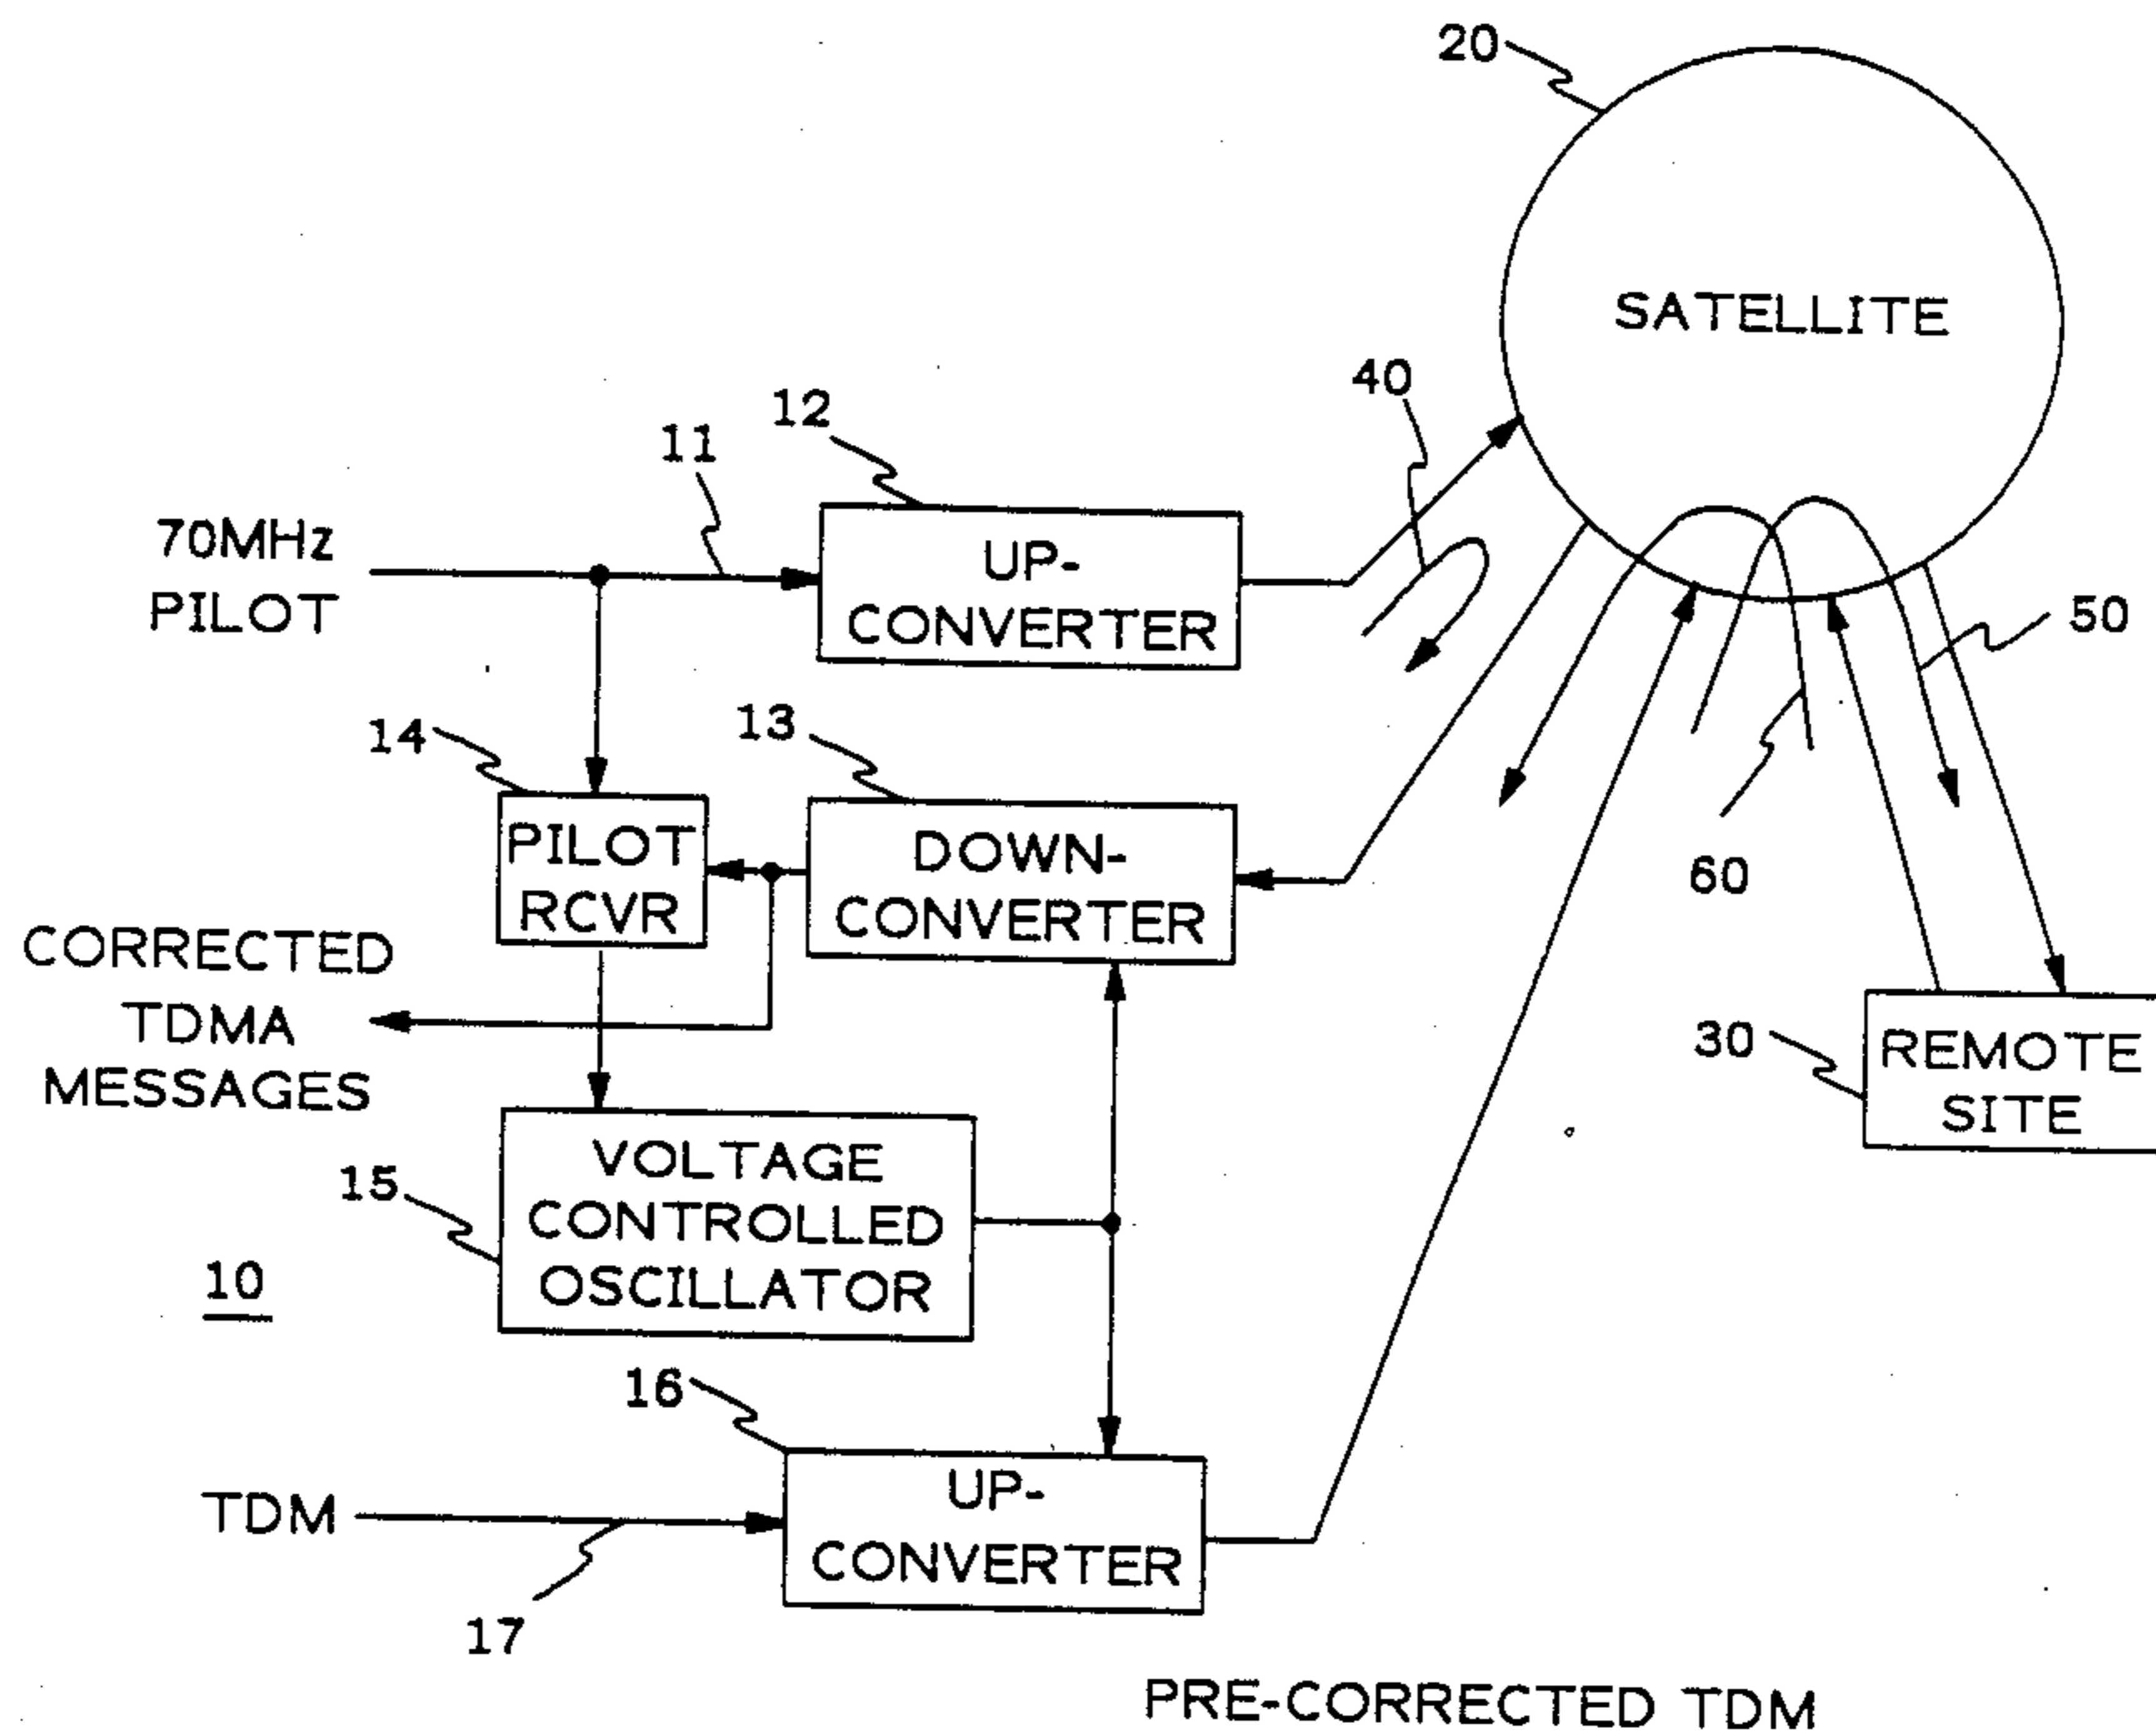 20
SATELLITE
40
12
11
70MHz
PILOT
UP-
CONVERTER
50
14
13
PILOT
RCVR
DOWN-
CONVERTER
60
CORRECTED
TDMA
MESSAGES
30
REMOTE
SITE
15
VOLTAGE
CONTROLLED
OSCILLATOR
10
16
TDM
UP-
CONVERTER
17
PRE-CORRECTED TDM